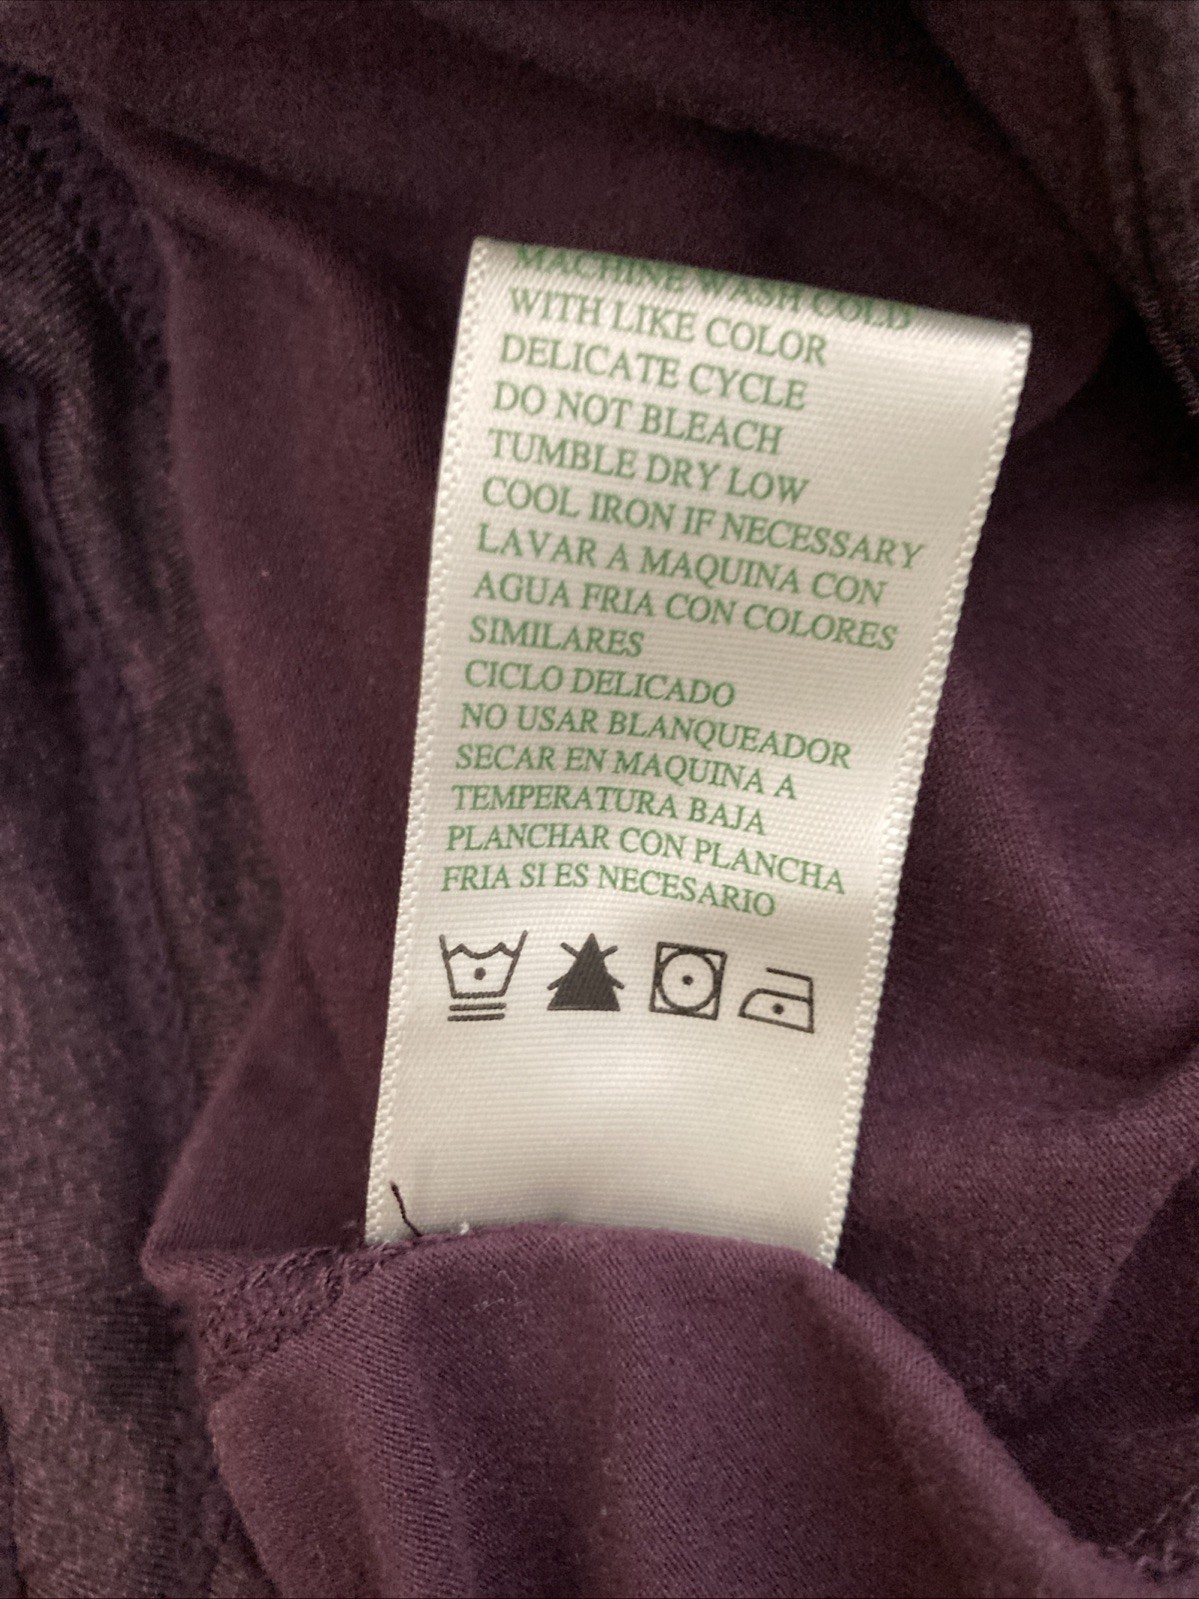 MACHINE WASH COLD
WITH LIKE COLOR
DELICATE CYCLE
DO NOT BLEACH
TUMBLE DRY LOW
COOL IRON IF NECESSARY
LAVAR A MAQUINA CON
AGUA FRIA CON COLORES
SIMILARES
CICLO DELICADO
NO USAR BLANQUEADOR
SECAR EN MAQUINA A
TEMPERATURA BAJA
PLANCHAR CON PLANCHA
FRIA SI ES NECESARIO